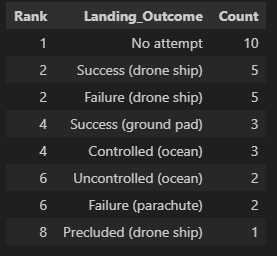 Rank Landing_Outcome Count
1 No attempt 10
2 Success (drone ship) 5
2 Failure (drone ship) 5
4 Success (ground pad) 3
4 Controlled (ocean) 3
6 Uncontrolled (ocean) 2
6 Failure (parachute) 2
8 Precluded (drone ship) 1